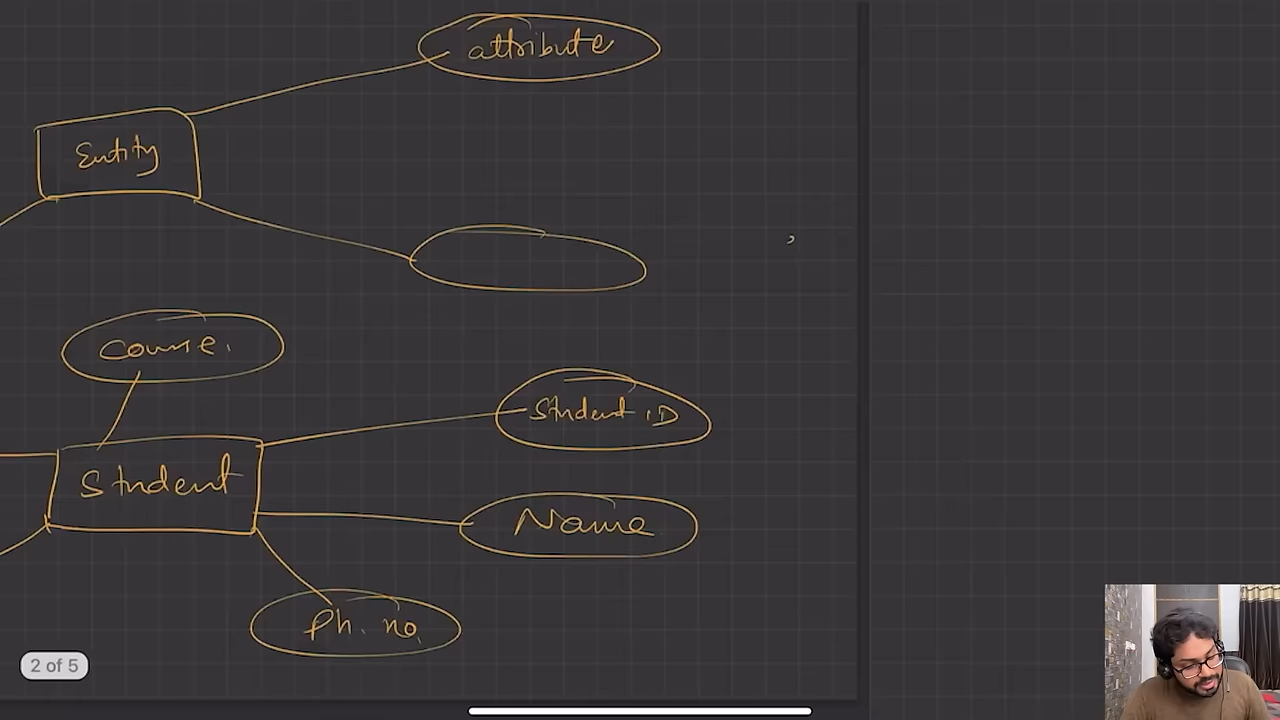 attribute
Entity
Course.
Student ID
Student
Name
Ph. no.
2 of 5